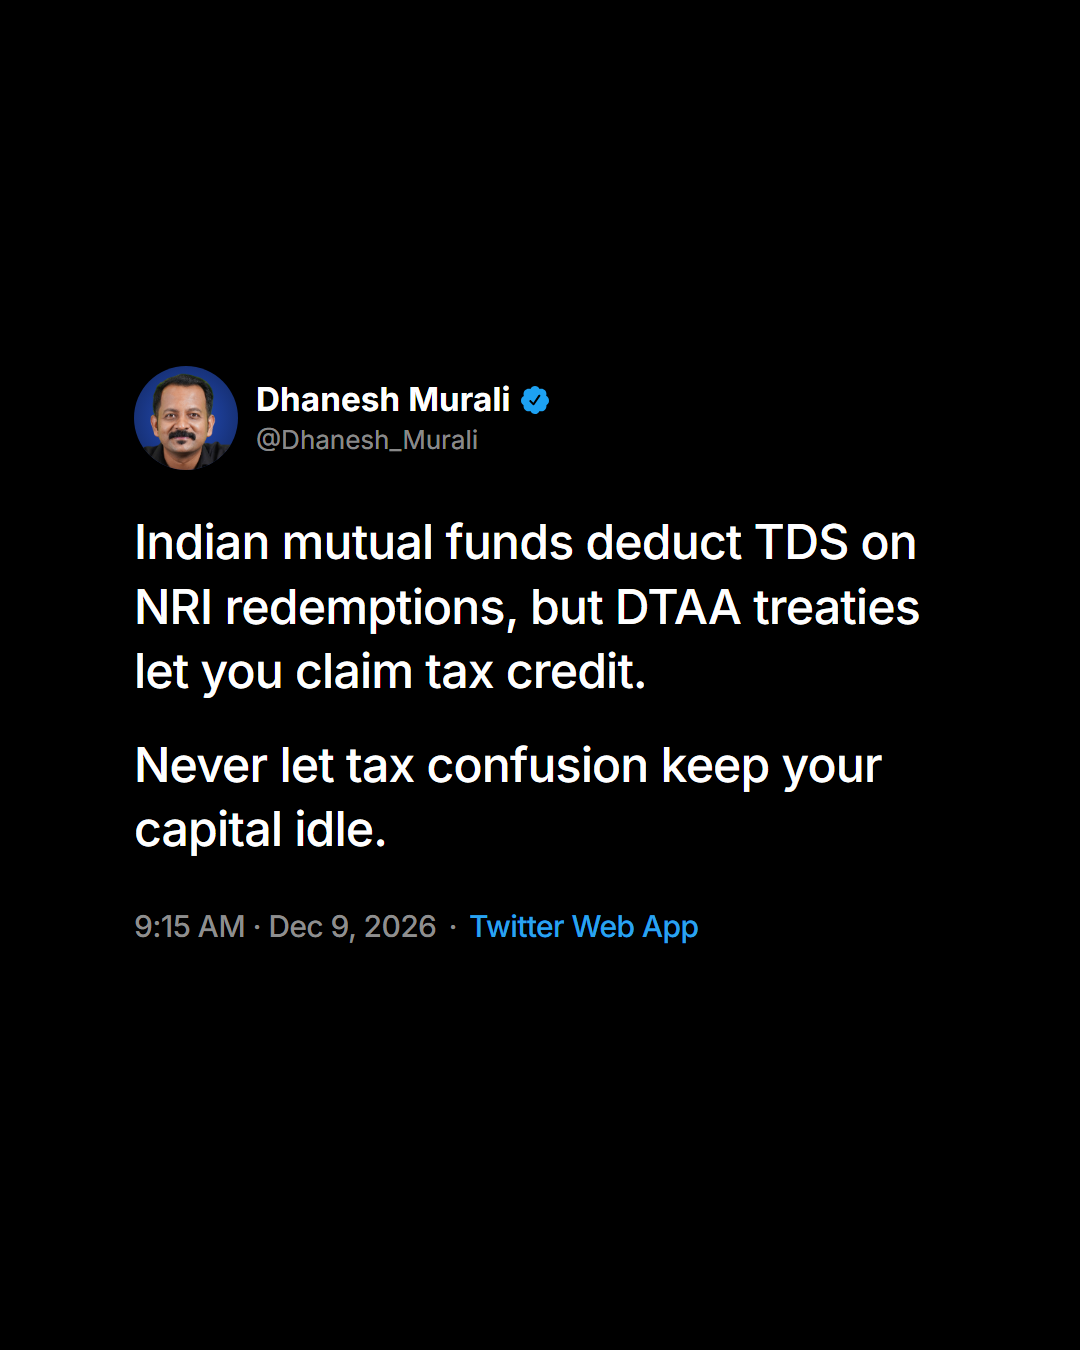 Dhanesh Murali
@Dhanesh_Murali
Indian mutual funds deduct TDS on
NRI redemptions, but DTAA treaties
let you claim tax credit.
Never let tax confusion keep your
capital idle.
9:15 AM · Dec 9, 2026 · Twitter Web App